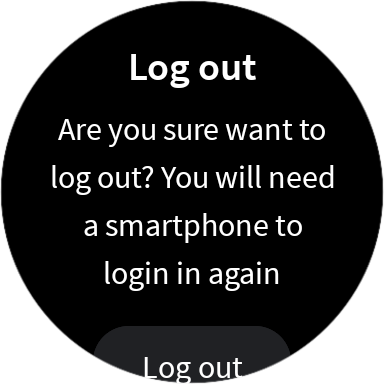 Log out
Are you sure want to
log out? You will need
a smartphone to
login in again
Log out